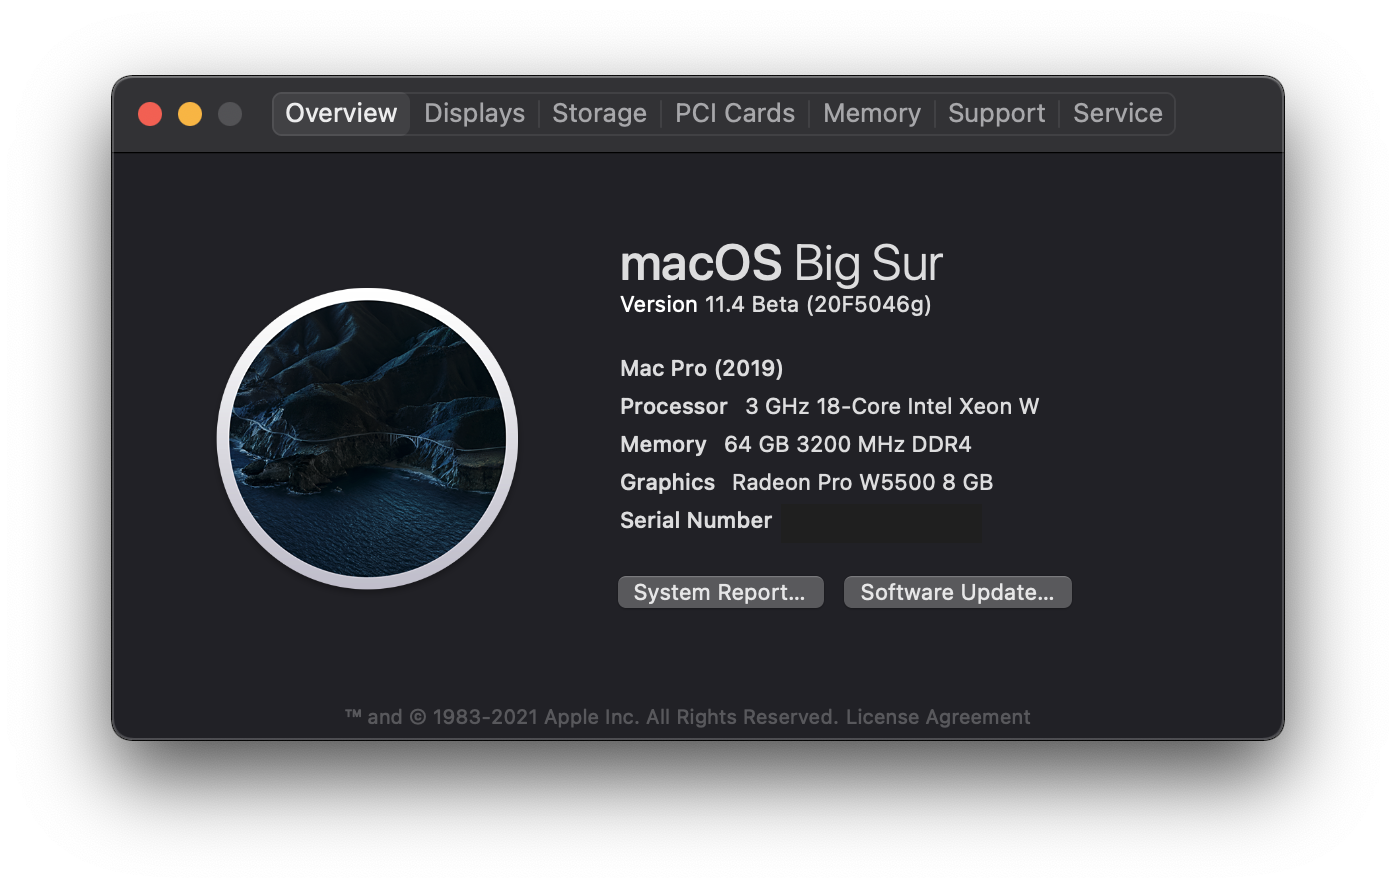 Overview Displays Storage PCI Cards Memory Support Service
macOS Big Sur
Version 11.4 Beta (20F5046g)
Mac Pro (2019)
Processor 3 GHz 18-Core Intel Xeon W
Memory 64 GB 3200 MHz DDR4
Graphics Radeon Pro W5500 8 GB
Serial Number
System Report... Software Update...
™ and © 1983-2021 Apple Inc. All Rights Reserved. License Agreement